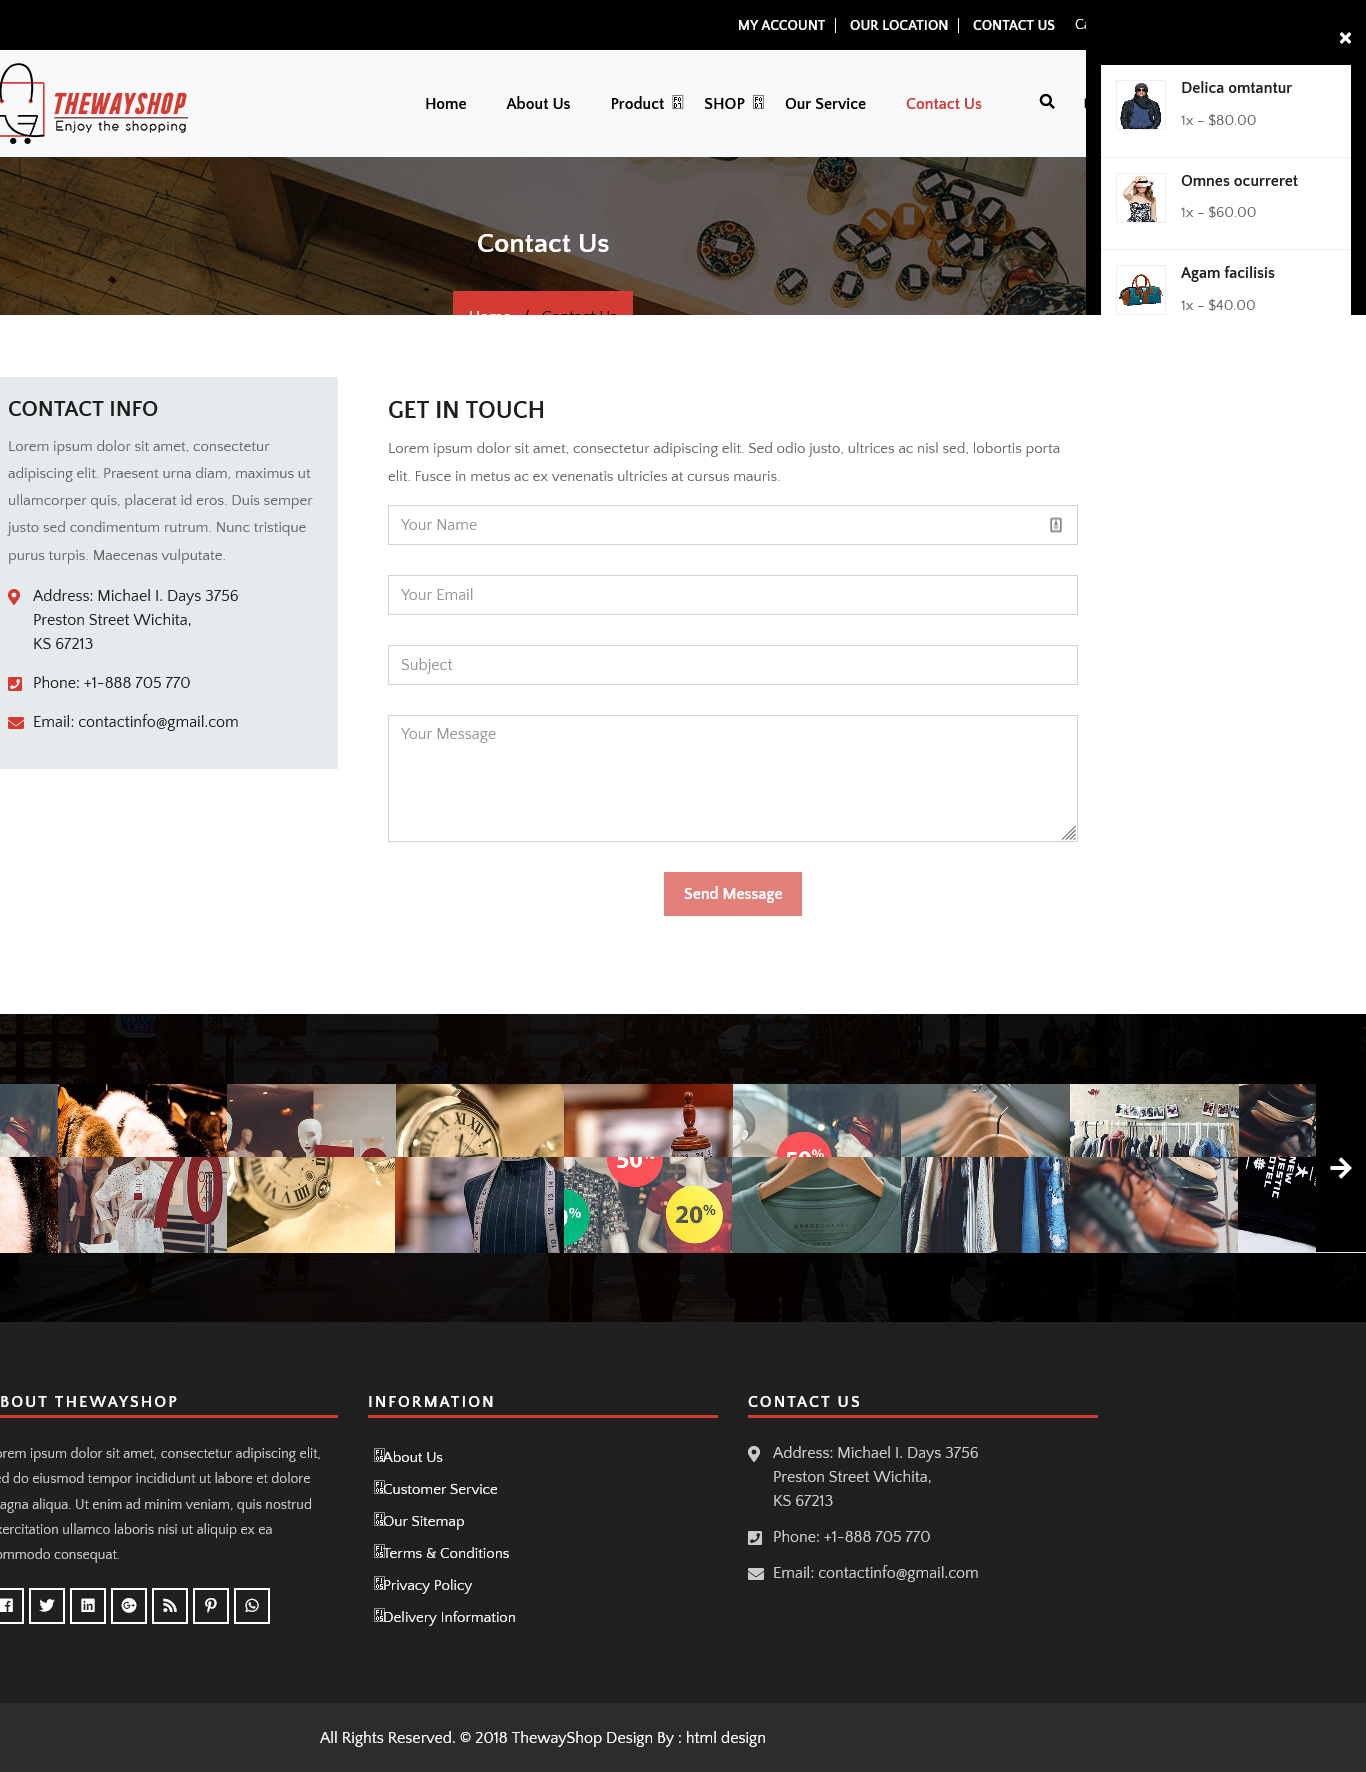 MY ACCOUNT
OUR LOCATION
CONTACT US
THEWAYSHOP
Enjoy the shopping
Home
About Us
Product
SHOP
Our Service
Contact Us
Delica omtantur
1x - $80.00
Omnes ocurreret
1x - $60.00
Agam facilisis
1x - $40.00
Contact Us
Home / Contact Us
CONTACT INFO
Lorem ipsum dolor sit amet, consectetur
adipiscing elit. Praesent urna diam, maximus ut
ullamcorper quis, placerat id eros. Duis semper
justo sed condimentum rutrum. Nunc tristique
purus turpis. Maecenas vulputate.
Address: Michael I. Days 3756
Preston Street Wichita,
KS 67213
Phone: +1-888 705 770
Email: contactinfo@gmail.com
GET IN TOUCH
Lorem ipsum dolor sit amet, consectetur adipiscing elit. Sed odio justo, ultrices ac nisl sed, lobortis porta
elit. Fusce in metus ac ex venenatis ultricies at cursus mauris.
Your Name
Your Email
Subject
Your Message
Send Message
50%
70
50%
20%
BOUT THEWAYSHOP
orem ipsum dolor sit amet, consectetur adipiscing elit,
ed do eiusmod tempor incididunt ut labore et dolore
agna aliqua. Ut enim ad minim veniam, quis nostrud
xercitation ullamco laboris nisi ut aliquip ex ea
ommodo consequat.
INFORMATION
About Us
Customer Service
Our Sitemap
Terms & Conditions
Privacy Policy
Delivery Information
CONTACT US
Address: Michael I. Days 3756
Preston Street Wichita,
KS 67213
Phone: +1-888 705 770
Email: contactinfo@gmail.com
All Rights Reserved. © 2018 ThewayShop Design By : html design